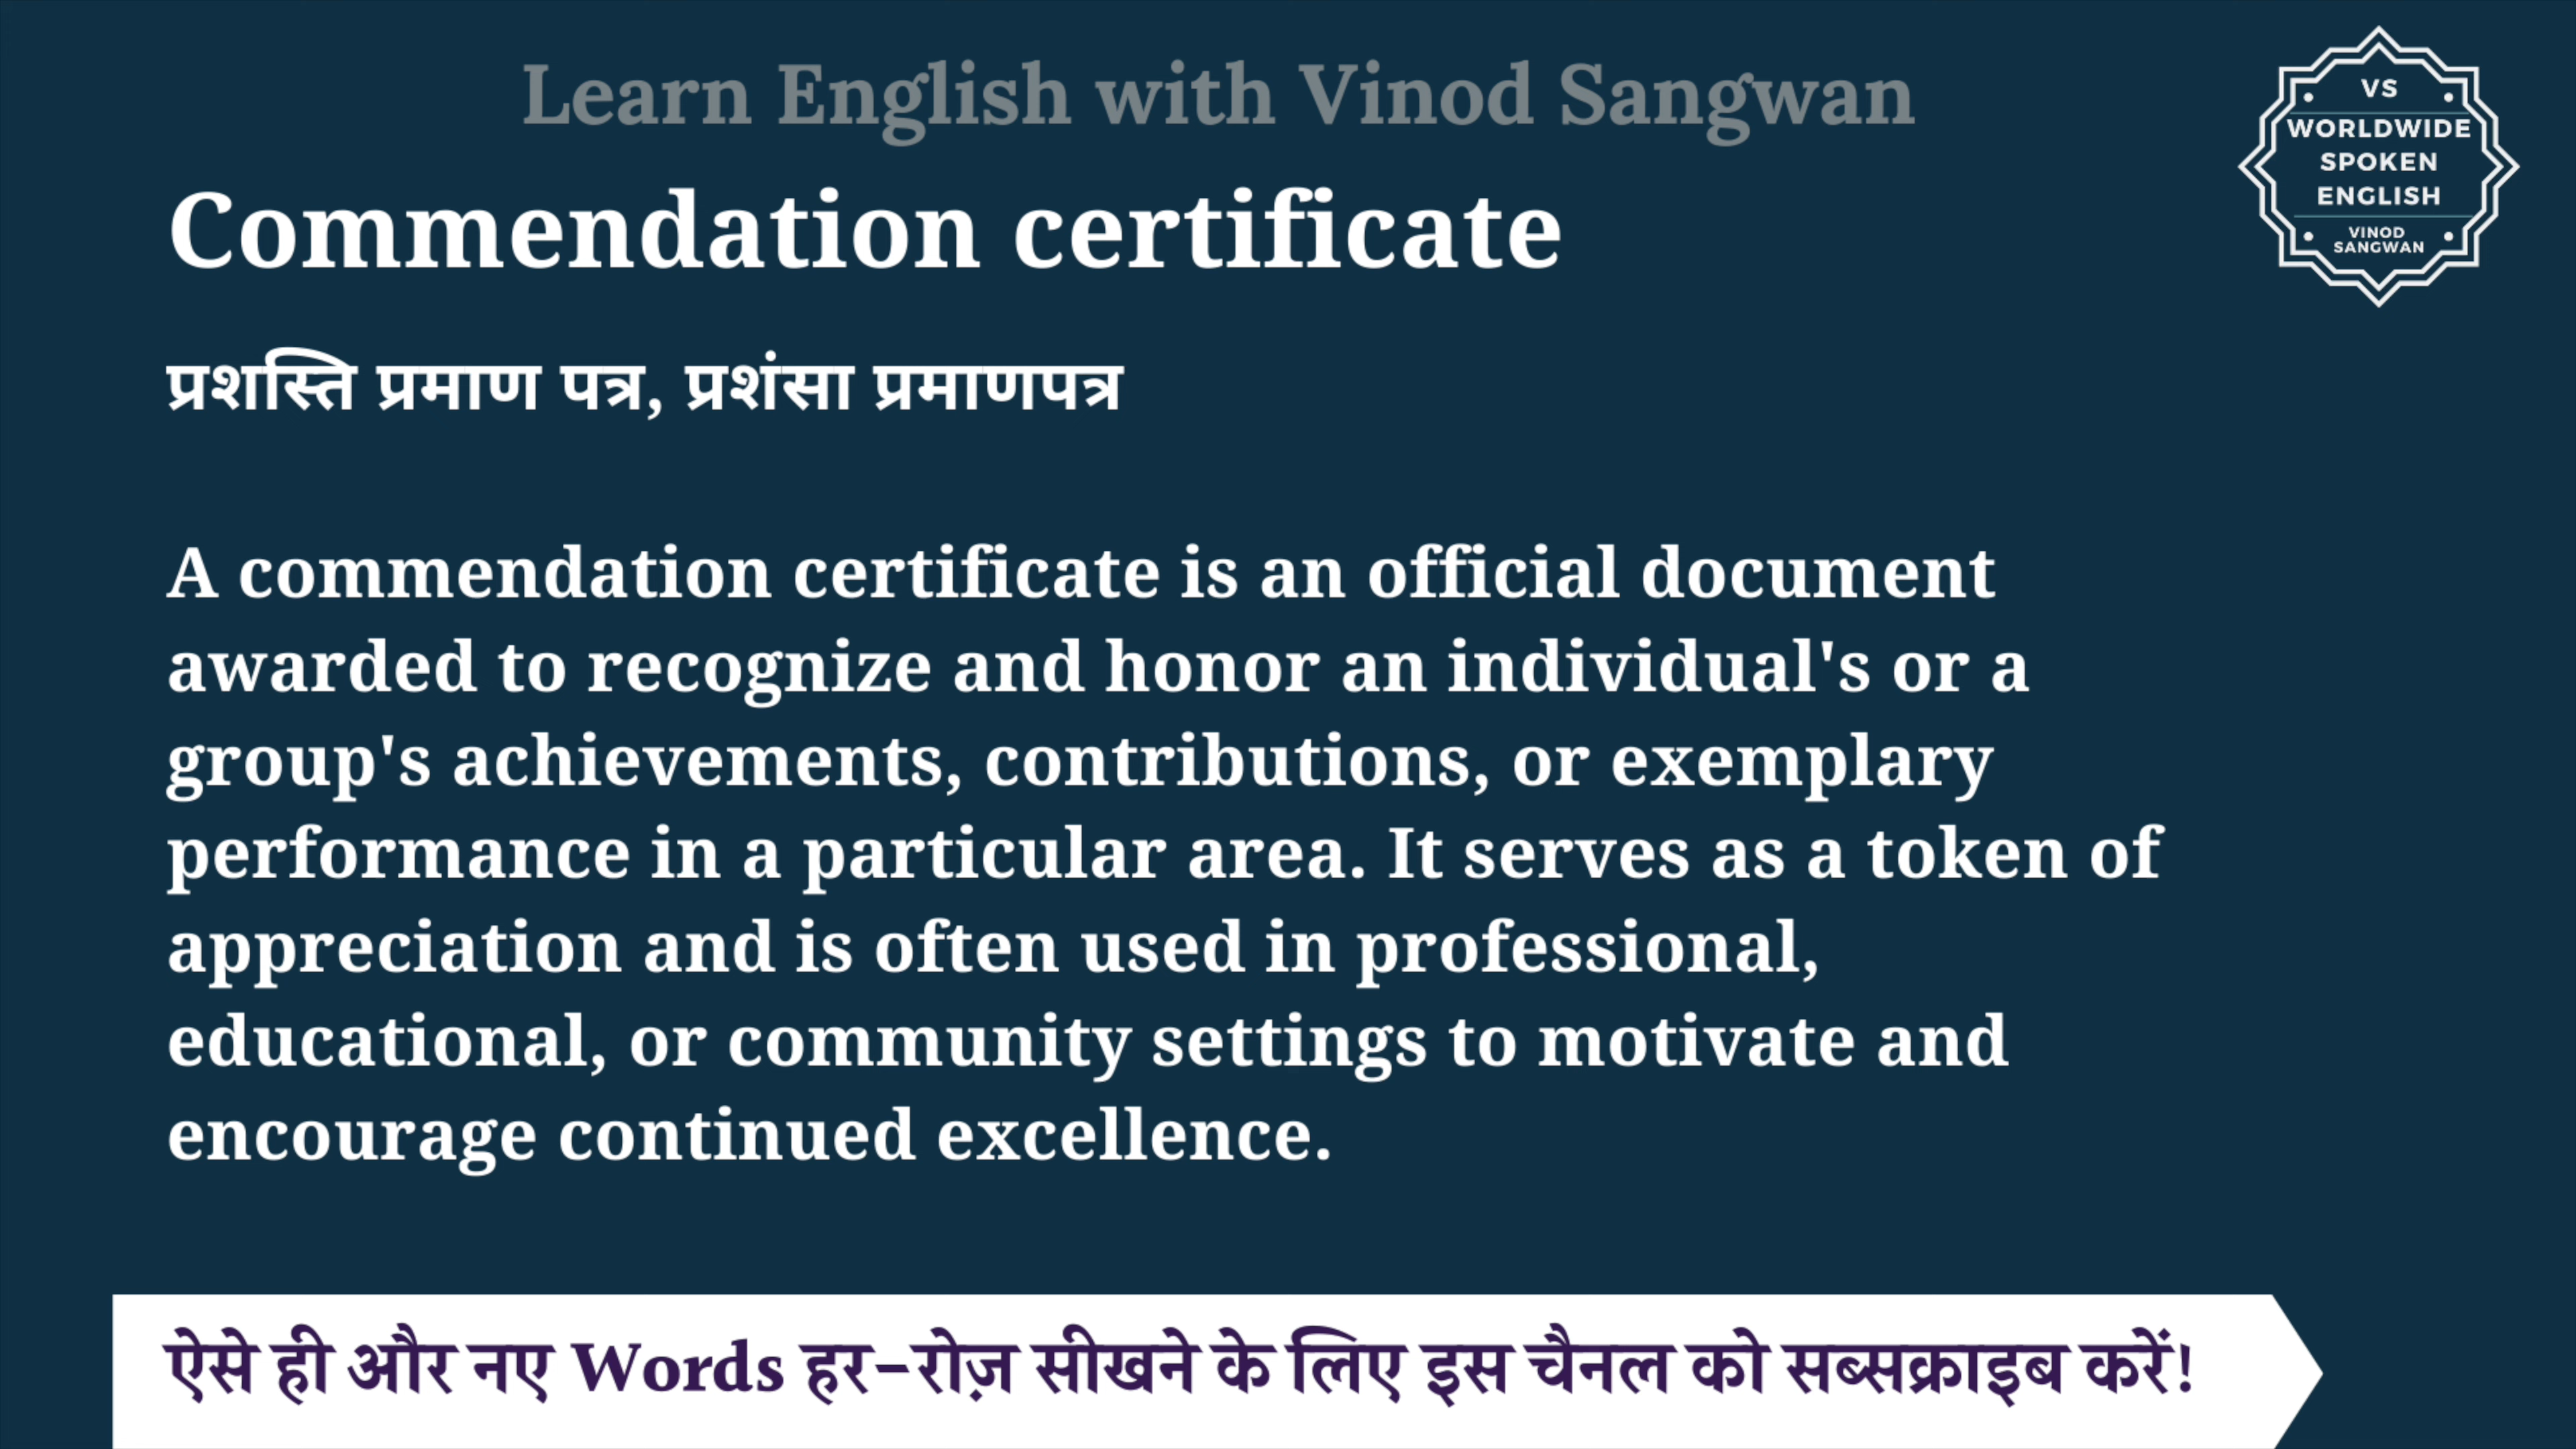 Learn English with Vinod Sangwan
VS
WORLDWIDE
SPOKEN
ENGLISH
VINOD
SANGWAN
Commendation certificate
प्रशस्ति प्रमाण पत्र, प्रशंसा प्रमाणपत्र
A commendation certificate is an official document
awarded to recognize and honor an individual's or a
group's achievements, contributions, or exemplary
performance in a particular area. It serves as a token of
appreciation and is often used in professional,
educational, or community settings to motivate and
encourage continued excellence.
ऐसे ही और नए Words हर-रोज़ सीखने के लिए इस चैनल को सब्सक्राइब करें!